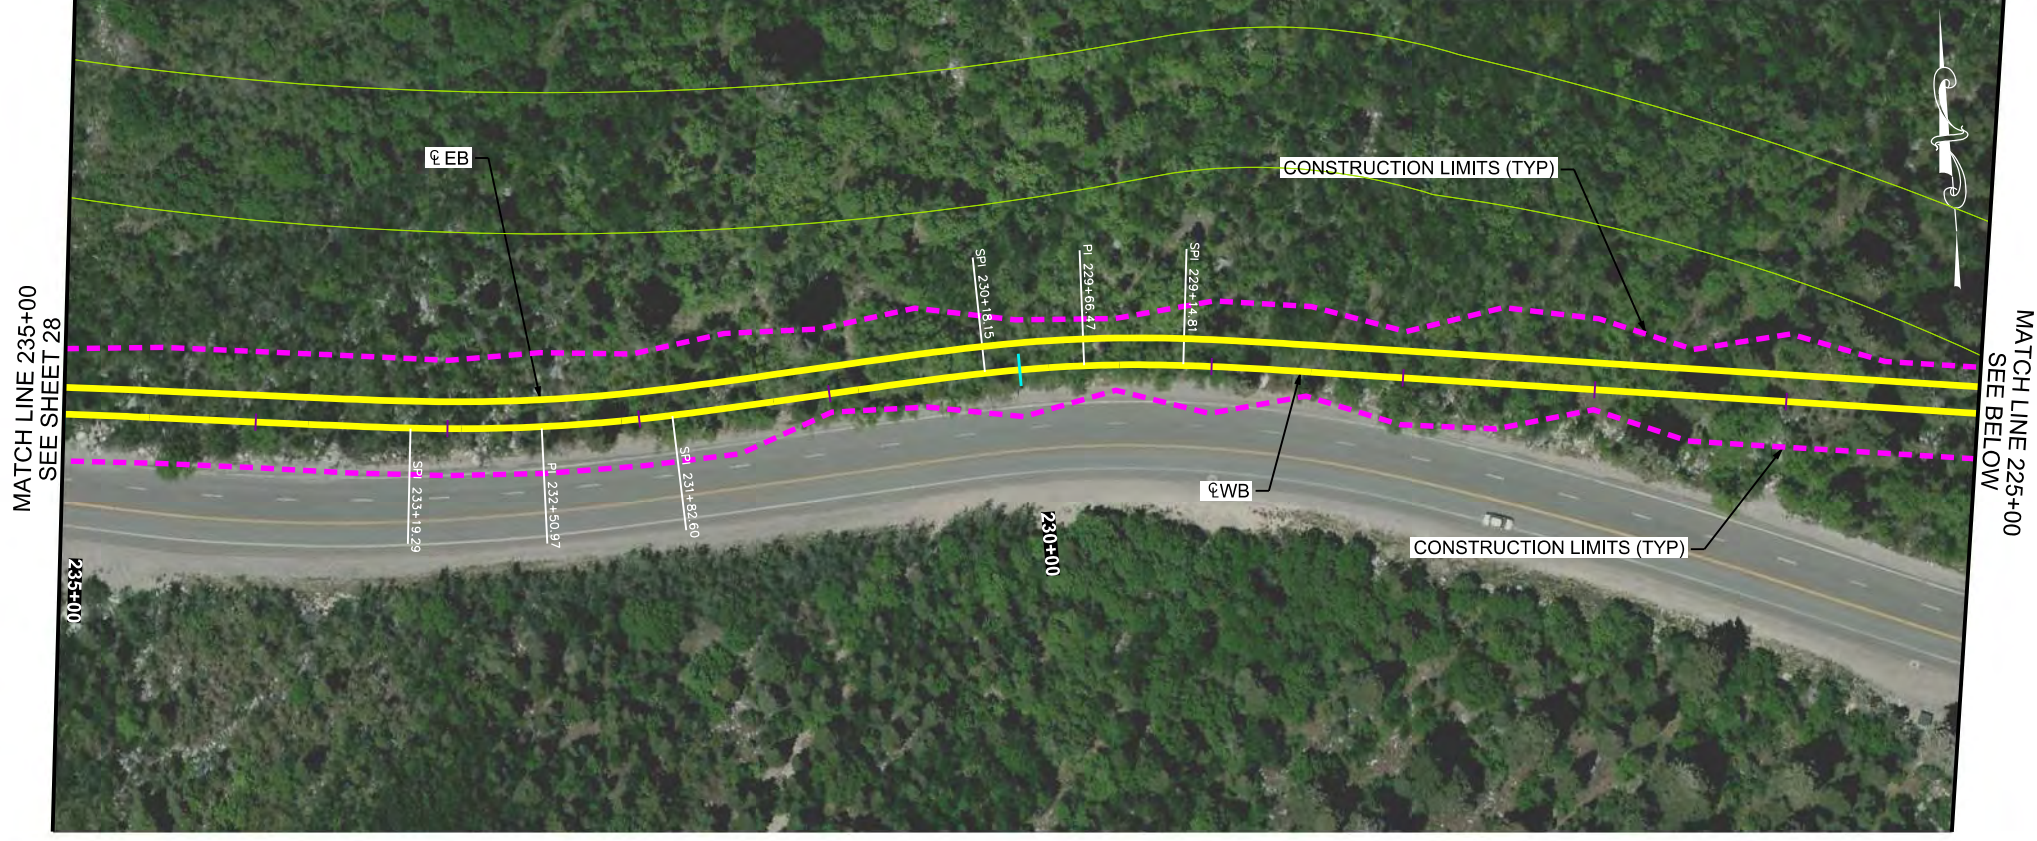 MATCH LINE 235+00
SEE SHEET 28
℄ EB
CONSTRUCTION LIMITS (TYP)
SPI 230+18.15
PI 229+66.47
SPI 229+14.81
MATCH LINE 225+00
SEE BELOW
SPI 233+19.29
PI 232+50.97
SPI 231+82.60
℄ WB
CONSTRUCTION LIMITS (TYP)
230+00
235+00